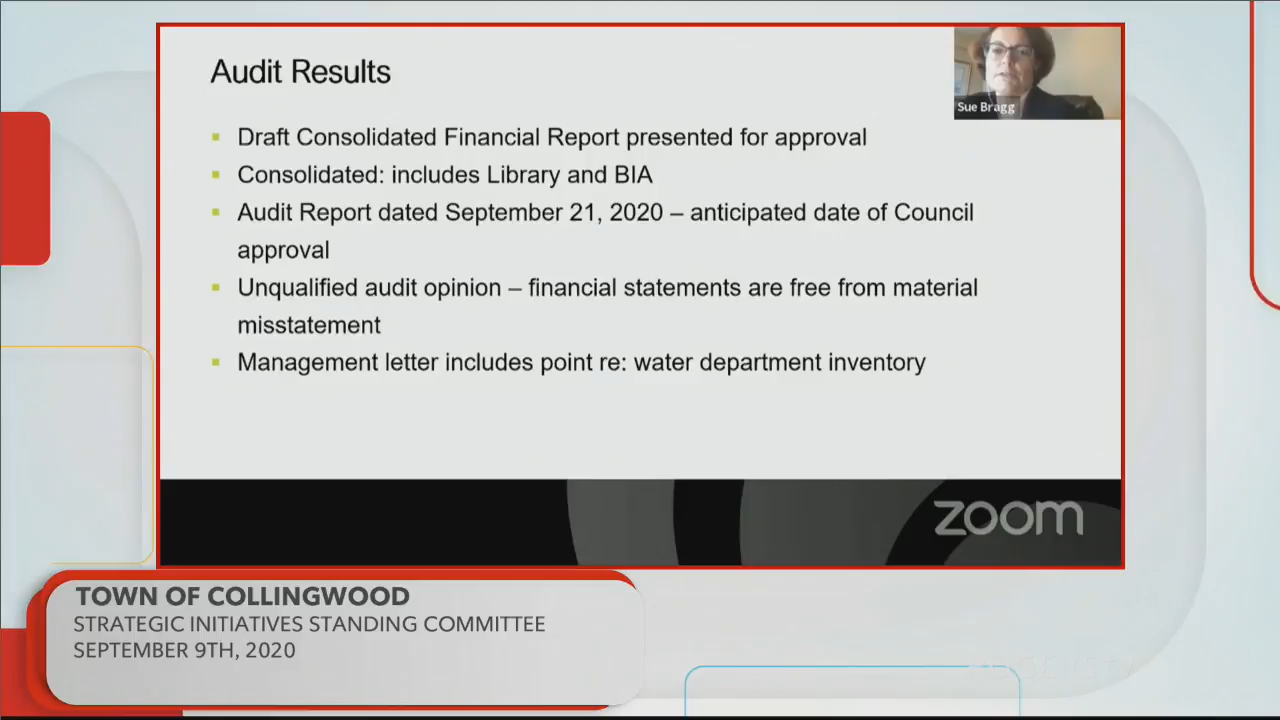 Audit Results
Sue Bragg
Draft Consolidated Financial Report presented for approval
Consolidated: includes Library and BIA
Audit Report dated September 21, 2020 – anticipated date of Council
approval
Unqualified audit opinion – financial statements are free from material
misstatement
Management letter includes point re: water department inventory
zoom
TOWN OF COLLINGWOOD
STRATEGIC INITIATIVES STANDING COMMITTEE
SEPTEMBER 9TH, 2020